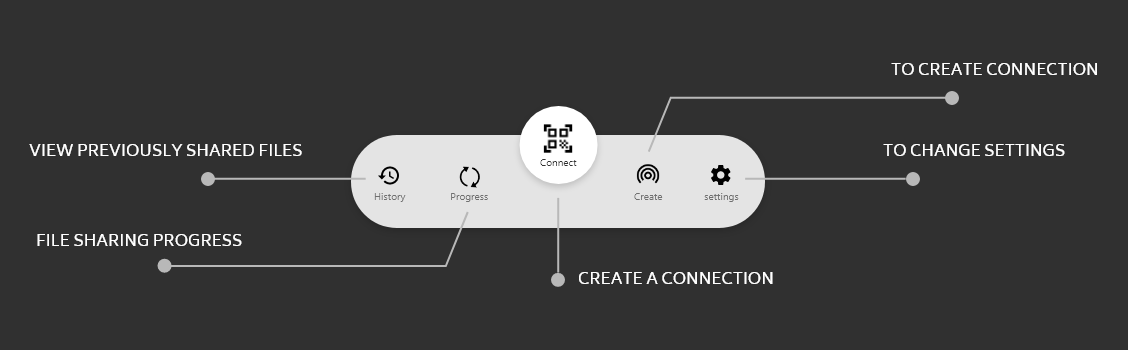 TO CREATE CONNECTION
VIEW PREVIOUSLY SHARED FILES
TO CHANGE SETTINGS
Connect
History
Progress
Create
settings
FILE SHARING PROGRESS
CREATE A CONNECTION